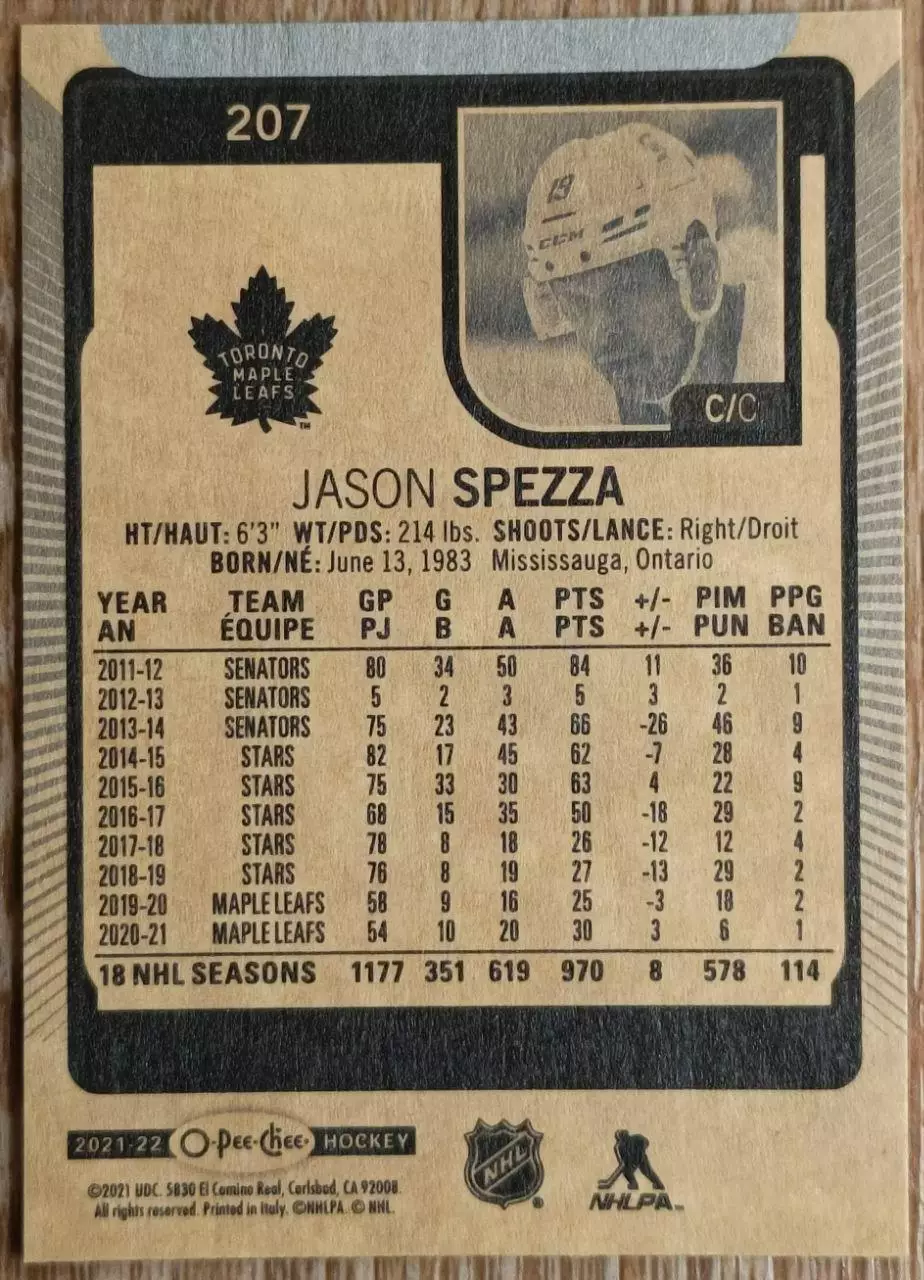 207
19
CCM
TORONTO
MAPLE
LEAFS
TM
C/C
JASON SPEZZA
HT/HAUT: 6'3" WT/PDS: 214 lbs. SHOOTS/LANCE: Right/Droit
BORN/NÉ: June 13, 1983 Mississauga, Ontario
YEAR TEAM GP G A PTS +/- PIM PPG
AN ÉQUIPE PJ B A PTS +/- PUN BAN
2011-12 SENATORS 80 34 50 84 11 36 10
2012-13 SENATORS 5 2 3 5 3 2 1
2013-14 SENATORS 75 23 43 66 -26 46 9
2014-15 STARS 82 17 45 62 -7 28 4
2015-16 STARS 75 33 30 63 4 22 9
2016-17 STARS 68 15 35 50 -18 29 2
2017-18 STARS 78 8 18 26 -12 12 4
2018-19 STARS 76 8 19 27 -13 29 2
2019-20 MAPLE LEAFS 58 9 16 25 -3 18 2
2020-21 MAPLE LEAFS 54 10 20 30 3 6 1
18 NHL SEASONS 1177 351 619 970 8 578 114
2021-22 O-Pee-Chee HOCKEY
NHL ®
NHLPA™
©2021 UDC. 5830 El Camino Real, Carlsbad, CA 92008.
All rights reserved. Printed in Italy. ©NHLPA. © NHL.